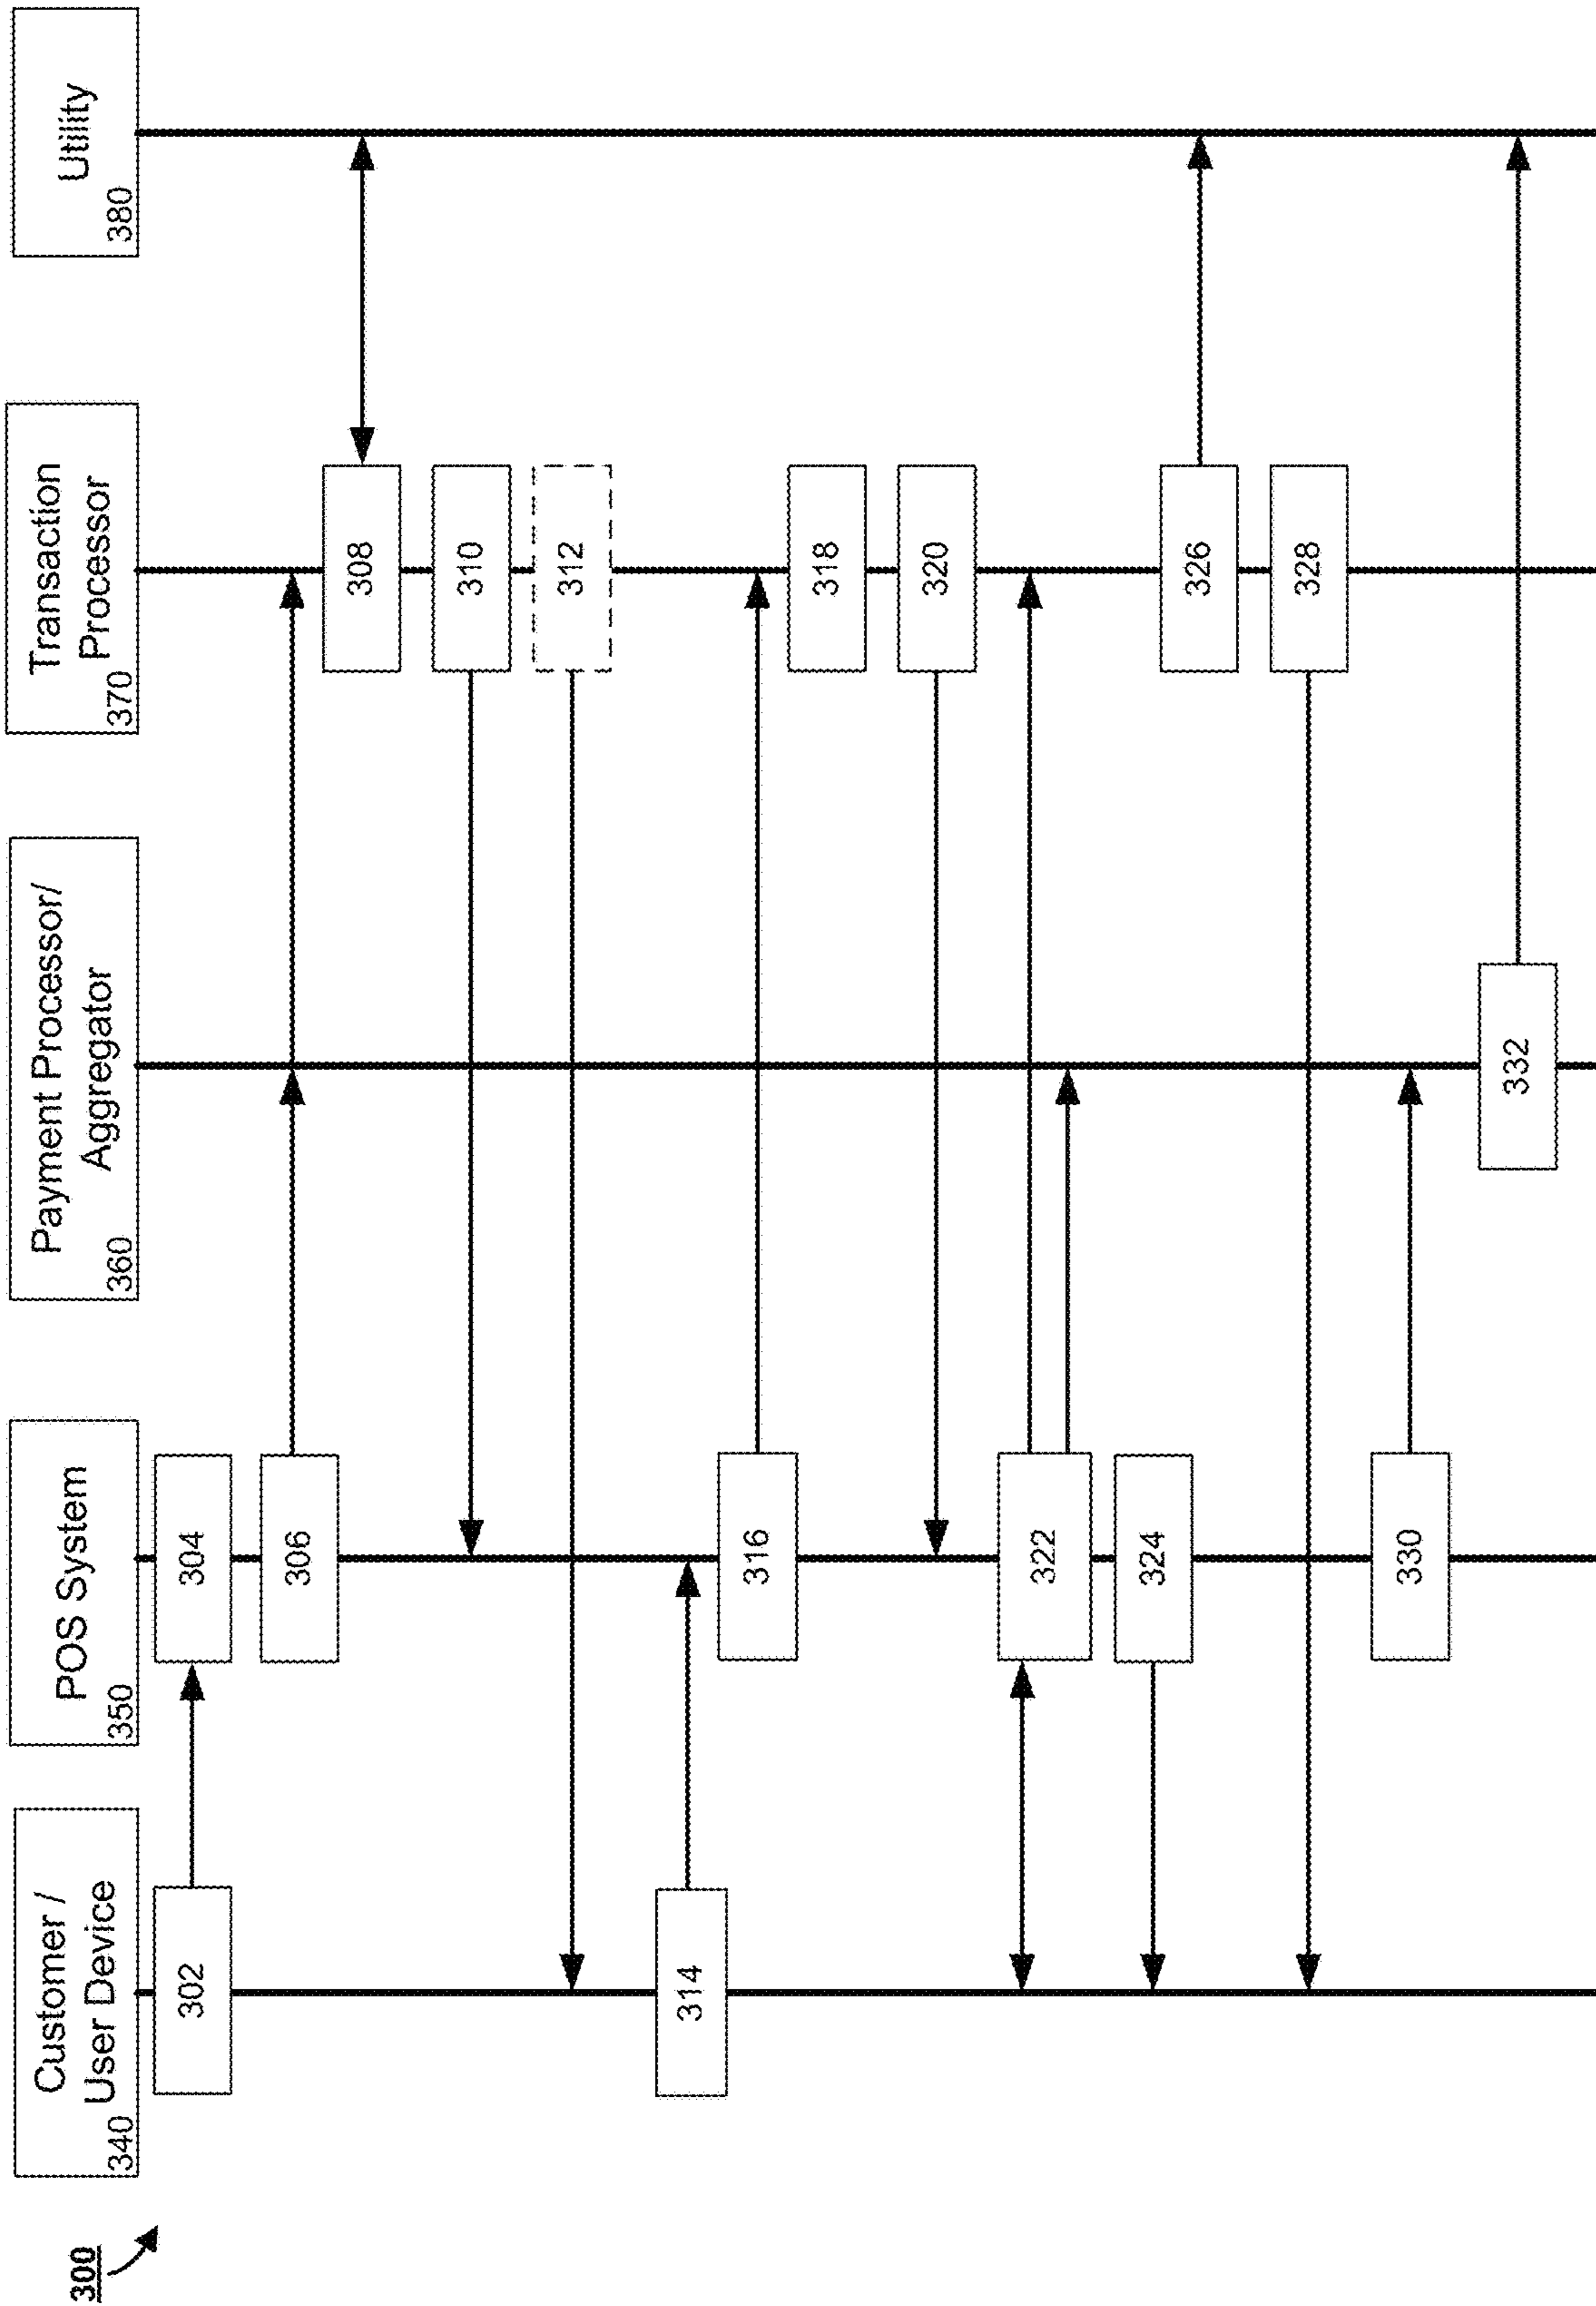 300
Customer /
User Device
340
POS System
350
Payment Processor/
Aggregator
360
Transaction
Processor
370
Utility
380
302
304
306
308
310
312
314
316
318
320
322
324
326
328
330
332